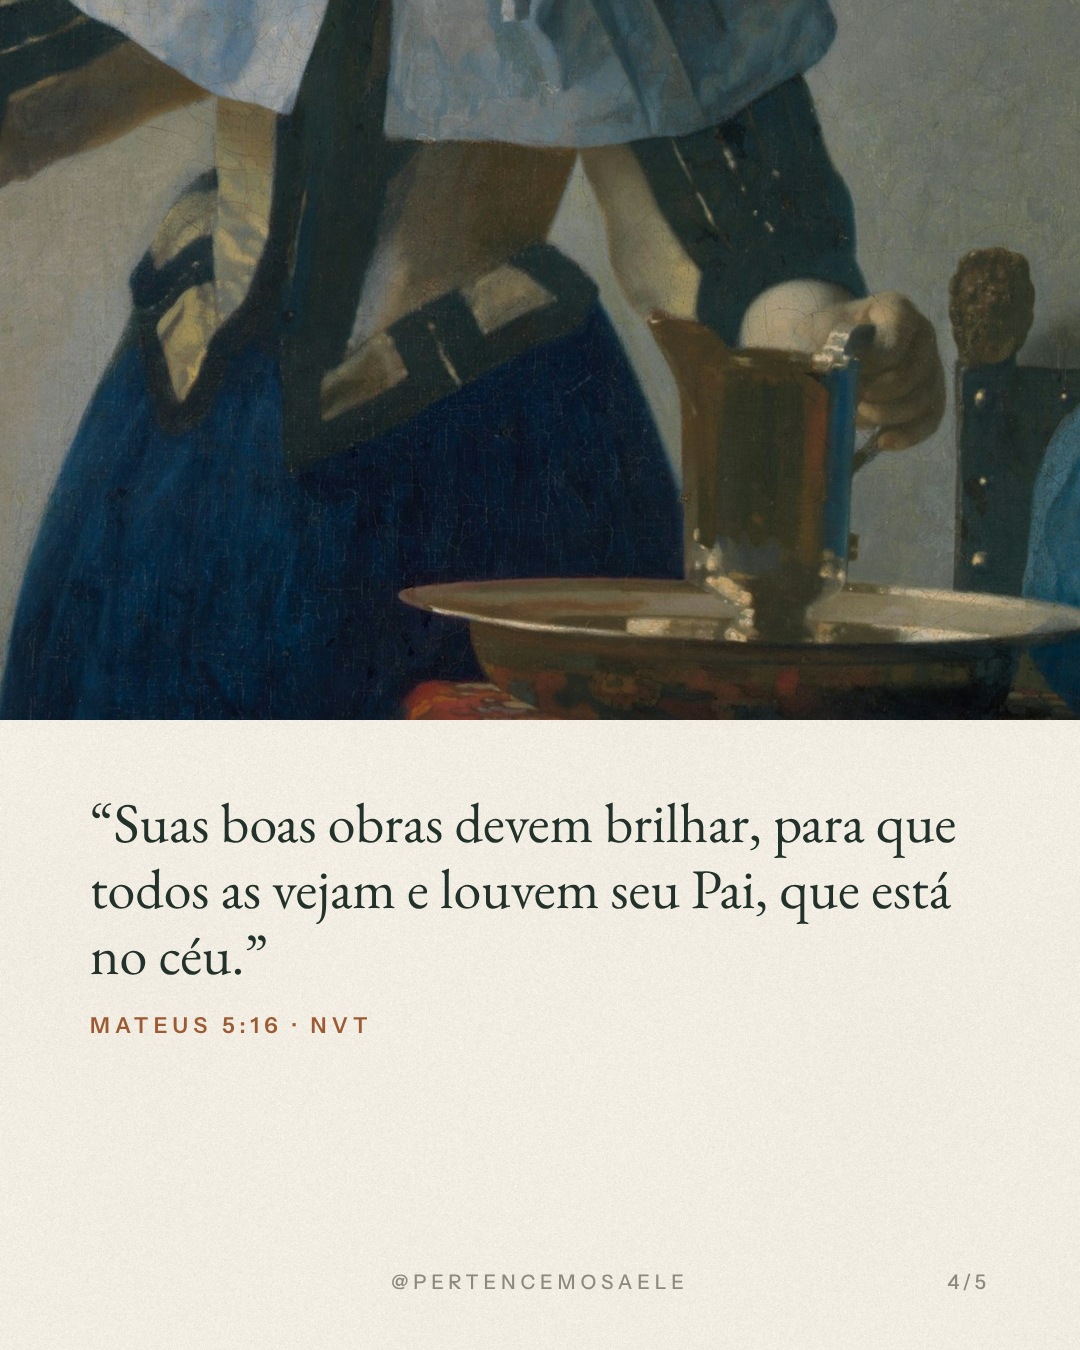 “Suas boas obras devem brilhar, para que
todos as vejam e louvem seu Pai, que está
no céu.”
MATEUS 5:16 · NVT
@PERTENCEMOSAELE
4/5